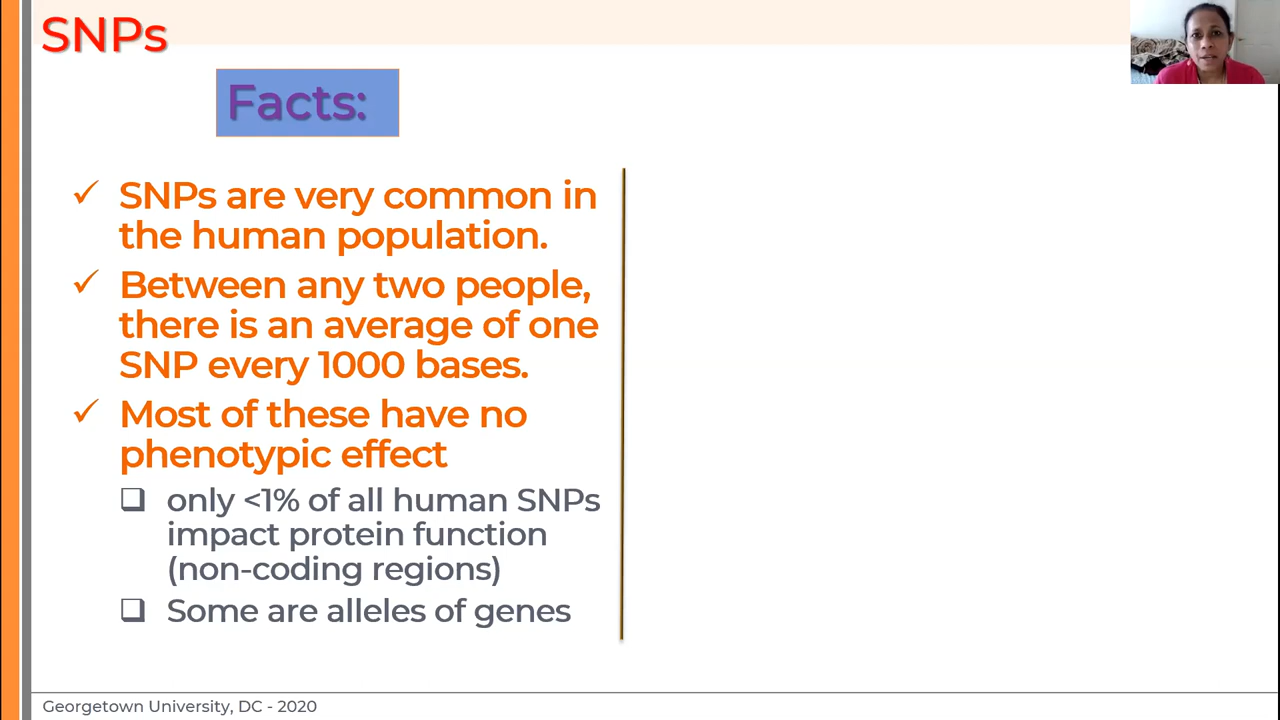 SNPs
Facts:
SNPs are very common in
the human population.
Between any two people,
there is an average of one
SNP every 1000 bases.
Most of these have no
phenotypic effect
only <1% of all human SNPs
impact protein function
(non-coding regions)
Some are alleles of genes
Georgetown University, DC - 2020